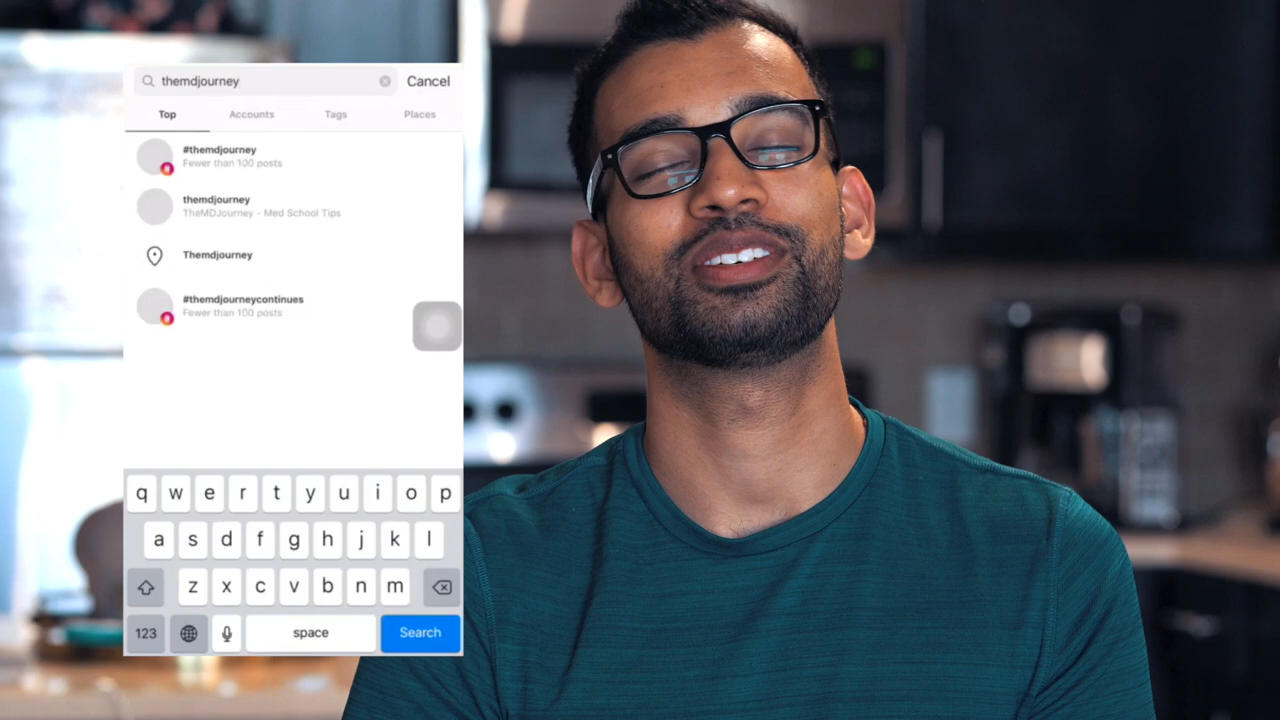 themdjourney
Cancel
Top Accounts Tags Places
#themdjourney
Fewer than 100 posts
themdjourney
TheMDJourney - Med School Tips
Themdjourney
#themdjourneycontinues
Fewer than 100 posts
q w e r t y u i o p
a s d f g h j k l
z x c v b n m
123 space Search